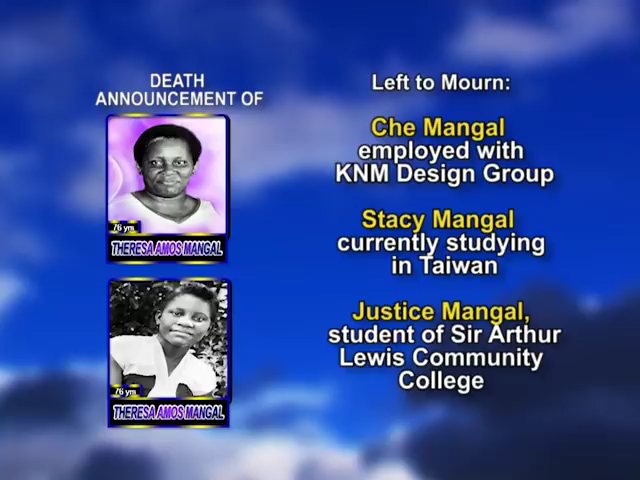 DEATH
ANNOUNCEMENT OF
76 yrs
THERESA AMOS MANGAL
76 yrs
THERESA AMOS MANGAL
Left to Mourn:
Che Mangal
employed with
KNM Design Group
Stacy Mangal
currently studying
in Taiwan
Justice Mangal,
student of Sir Arthur
Lewis Community
College